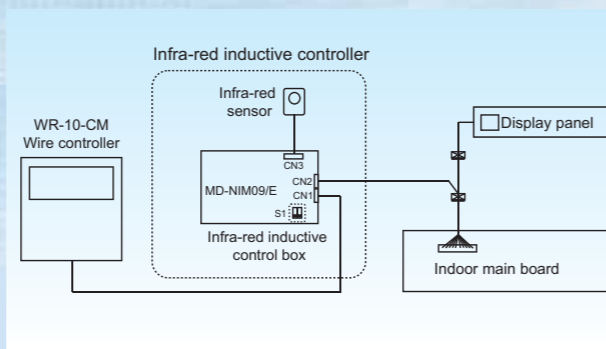 Infra-red inductive controller
Infra-red
sensor
WR-10-CM
Wire controller
Display panel
CN3
MD-NIM09/E
CN2
CN1
S1
Infra-red inductive
control box
Indoor main board